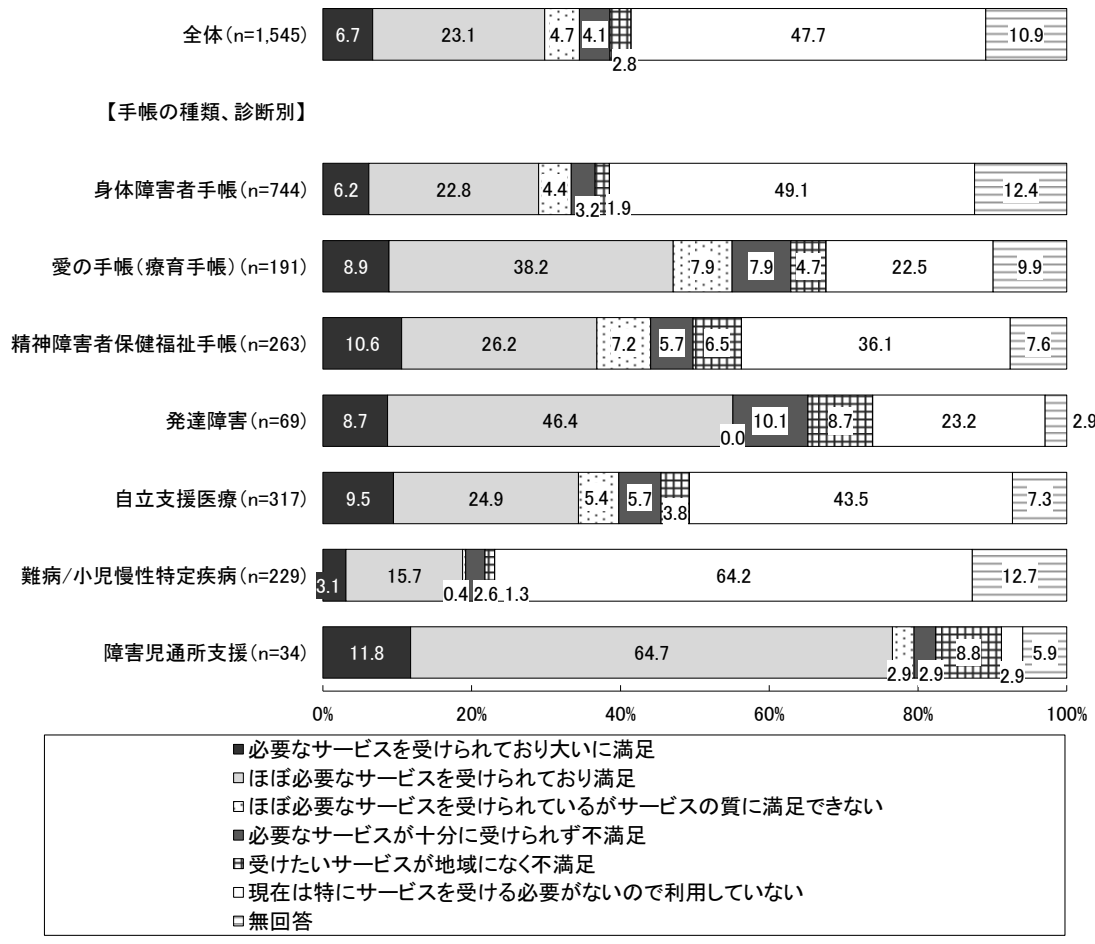 全体(n=1,545) 6.7 23.1 4.7 4.1 2.8 47.7 10.9
【手帳の種類、診断別】
身体障害者手帳(n=744) 6.2 22.8 4.4 3.2 1.9 49.1 12.4
愛の手帳(療育手帳)(n=191) 8.9 38.2 7.9 7.9 4.7 22.5 9.9
精神障害者保健福祉手帳(n=263) 10.6 26.2 7.2 5.7 6.5 36.1 7.6
発達障害(n=69) 8.7 46.4 0.0 10.1 8.7 23.2 2.9
自立支援医療(n=317) 9.5 24.9 5.4 5.7 3.8 43.5 7.3
難病/小児慢性特定疾病(n=229) 3.1 15.7 0.4 2.6 1.3 64.2 12.7
障害児通所支援(n=34) 11.8 64.7 2.9 2.9 8.8 2.9 5.9
0% 20% 40% 60% 80% 100%
必要なサービスを受けられており大いに満足
ほぼ必要なサービスを受けられており満足
ほぼ必要なサービスを受けられているがサービスの質に満足できない
必要なサービスが十分に受けられず不満足
受けたいサービスが地域になく不満足
現在は特にサービスを受ける必要がないので利用していない
無回答